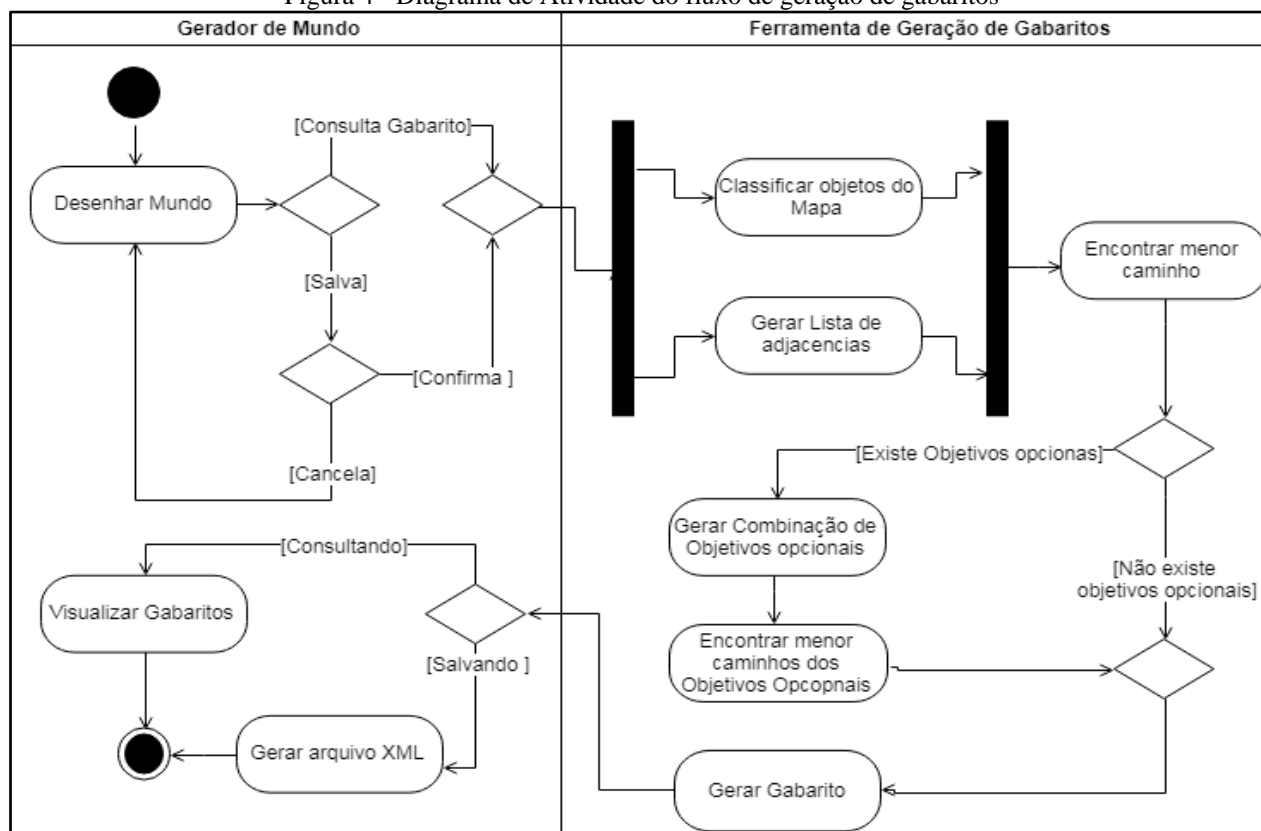 Figura 4 - Diagrama de Atividade do fluxo de geração de gabaritos
Gerador de Mundo
Ferramenta de Geração de Gabaritos
[Consulta Gabarito]
Desenhar Mundo
[Salva]
[Confirma ]
[Cancela]
Classificar objetos do
Mapa
Gerar Lista de
adjacencias
Encontrar menor
caminho
[Existe Objetivos opcionas]
Gerar Combinação de
Objetivos opcionais
[Não existe
objetivos opcionais]
Encontrar menor
caminhos dos
Objetivos Opcopnais
Gerar Gabarito
[Consultando]
Visualizar Gabaritos
[Salvando ]
Gerar arquivo XML